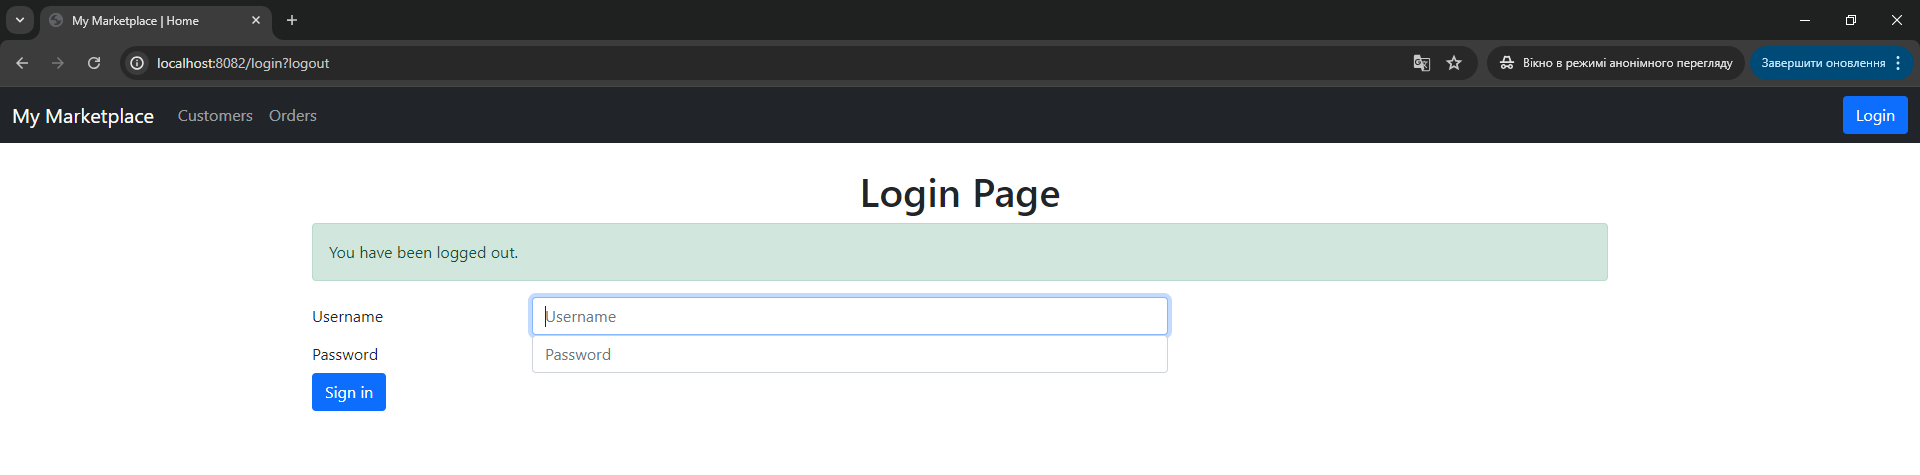 My Marketplace | Home
localhost:8082/login?logout
Вікно в режимі анонімного перегляду
Завершити оновлення
My Marketplace Customers Orders Login
Login Page
You have been logged out.
Username Username
Password Password
Sign in